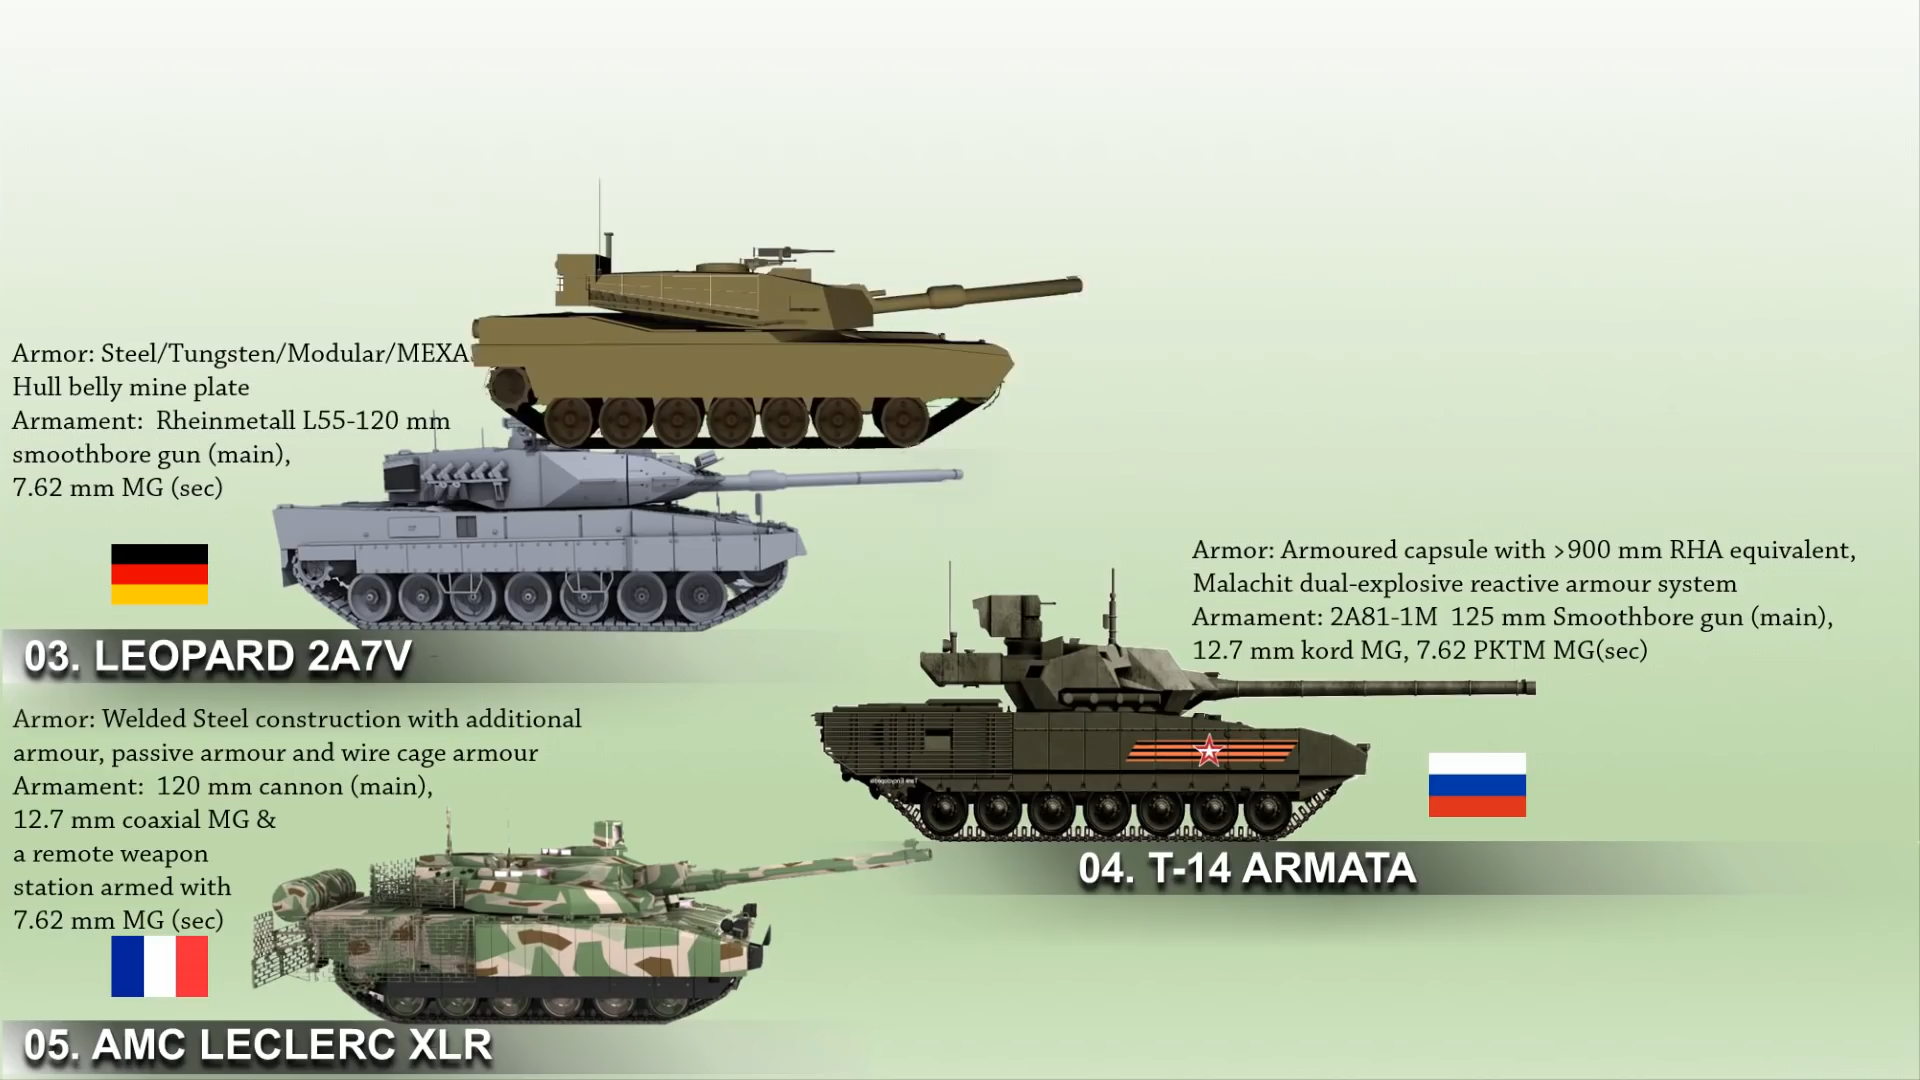 Armor: Steel/Tungsten/Modular/MEXA
Hull belly mine plate
Armament: Rheinmetall L55-120 mm
smoothbore gun (main),
7.62 mm MG (sec)
03. LEOPARD 2A7V
Armor: Armoured capsule with >900 mm RHA equivalent,
Malachit dual-explosive reactive armour system
Armament: 2A81-1M 125 mm Smoothbore gun (main),
12.7 mm kord MG, 7.62 PKTM MG(sec)
04. T-14 ARMATA
Armor: Welded Steel construction with additional
armour, passive armour and wire cage armour
Armament: 120 mm cannon (main),
12.7 mm coaxial MG &
a remote weapon
station armed with
7.62 mm MG (sec)
05. AMC LECLERC XLR